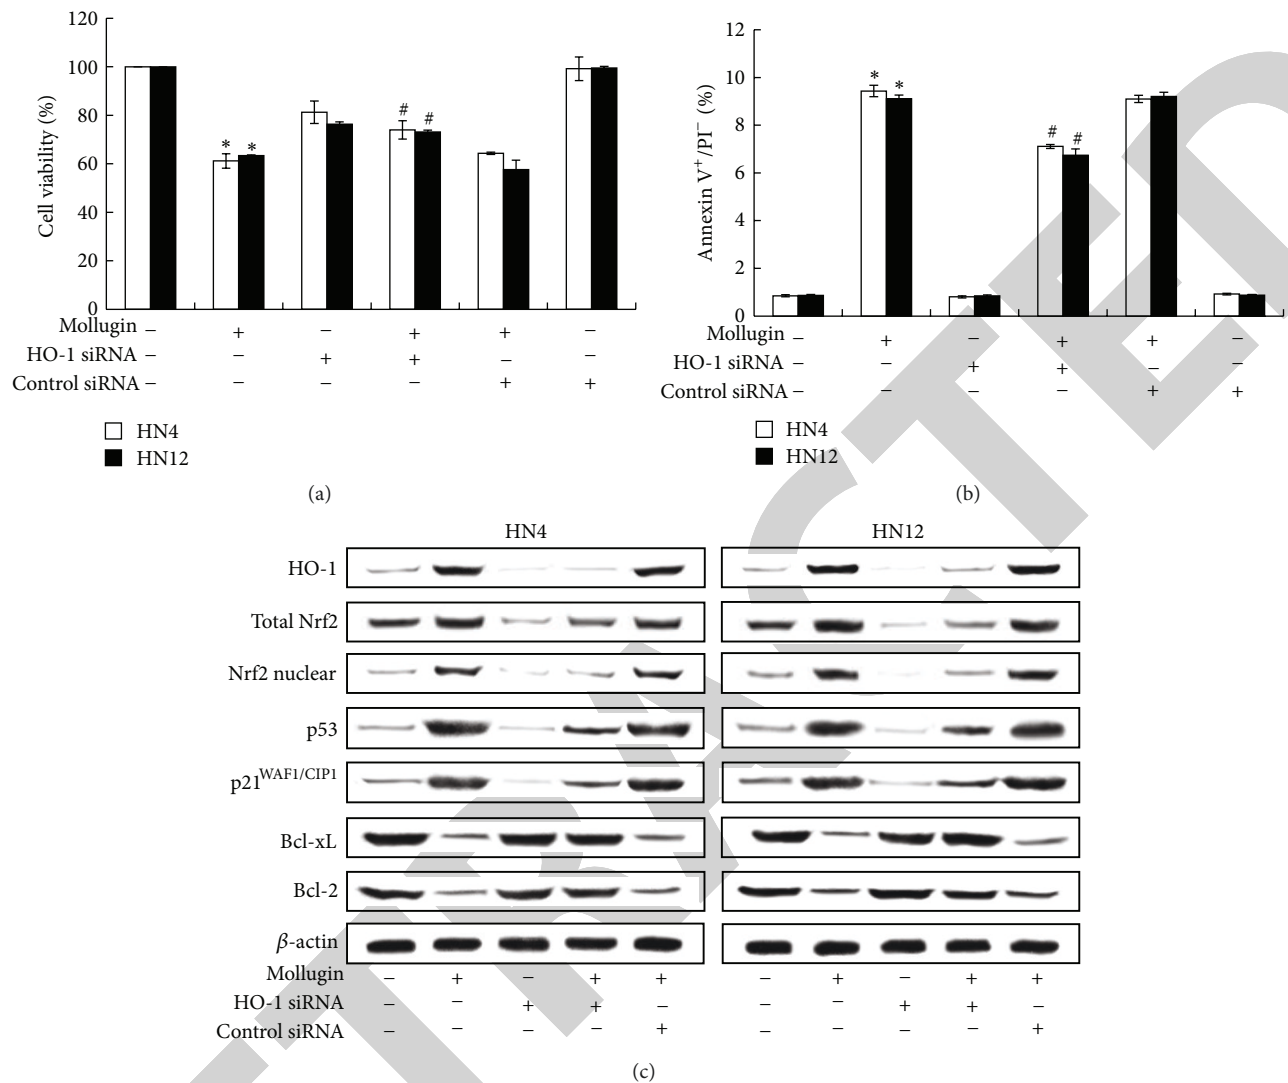 120
100
80
60
40
20
0
Cell viability (%)
* *
# #
Mollugin − + − + + −
HO-1 siRNA − − + + − −
Control siRNA − − − − + +
HN4
HN12
(a)
12
10
8
6
4
2
0
Annexin V⁺/PI⁻ (%)
* *
# #
Mollugin − + − + + −
HO-1 siRNA − − + + − −
Control siRNA − − − − + +
HN4
HN12
(b)
HN4 HN12
HO-1
Total Nrf2
Nrf2 nuclear
p53
p21WAF1/CIP1
Bcl-xL
Bcl-2
β-actin
Mollugin − + − + + − + − + +
HO-1 siRNA − − + + − − − + + −
Control siRNA − − − − + − − − − +
(c)
TRACTED